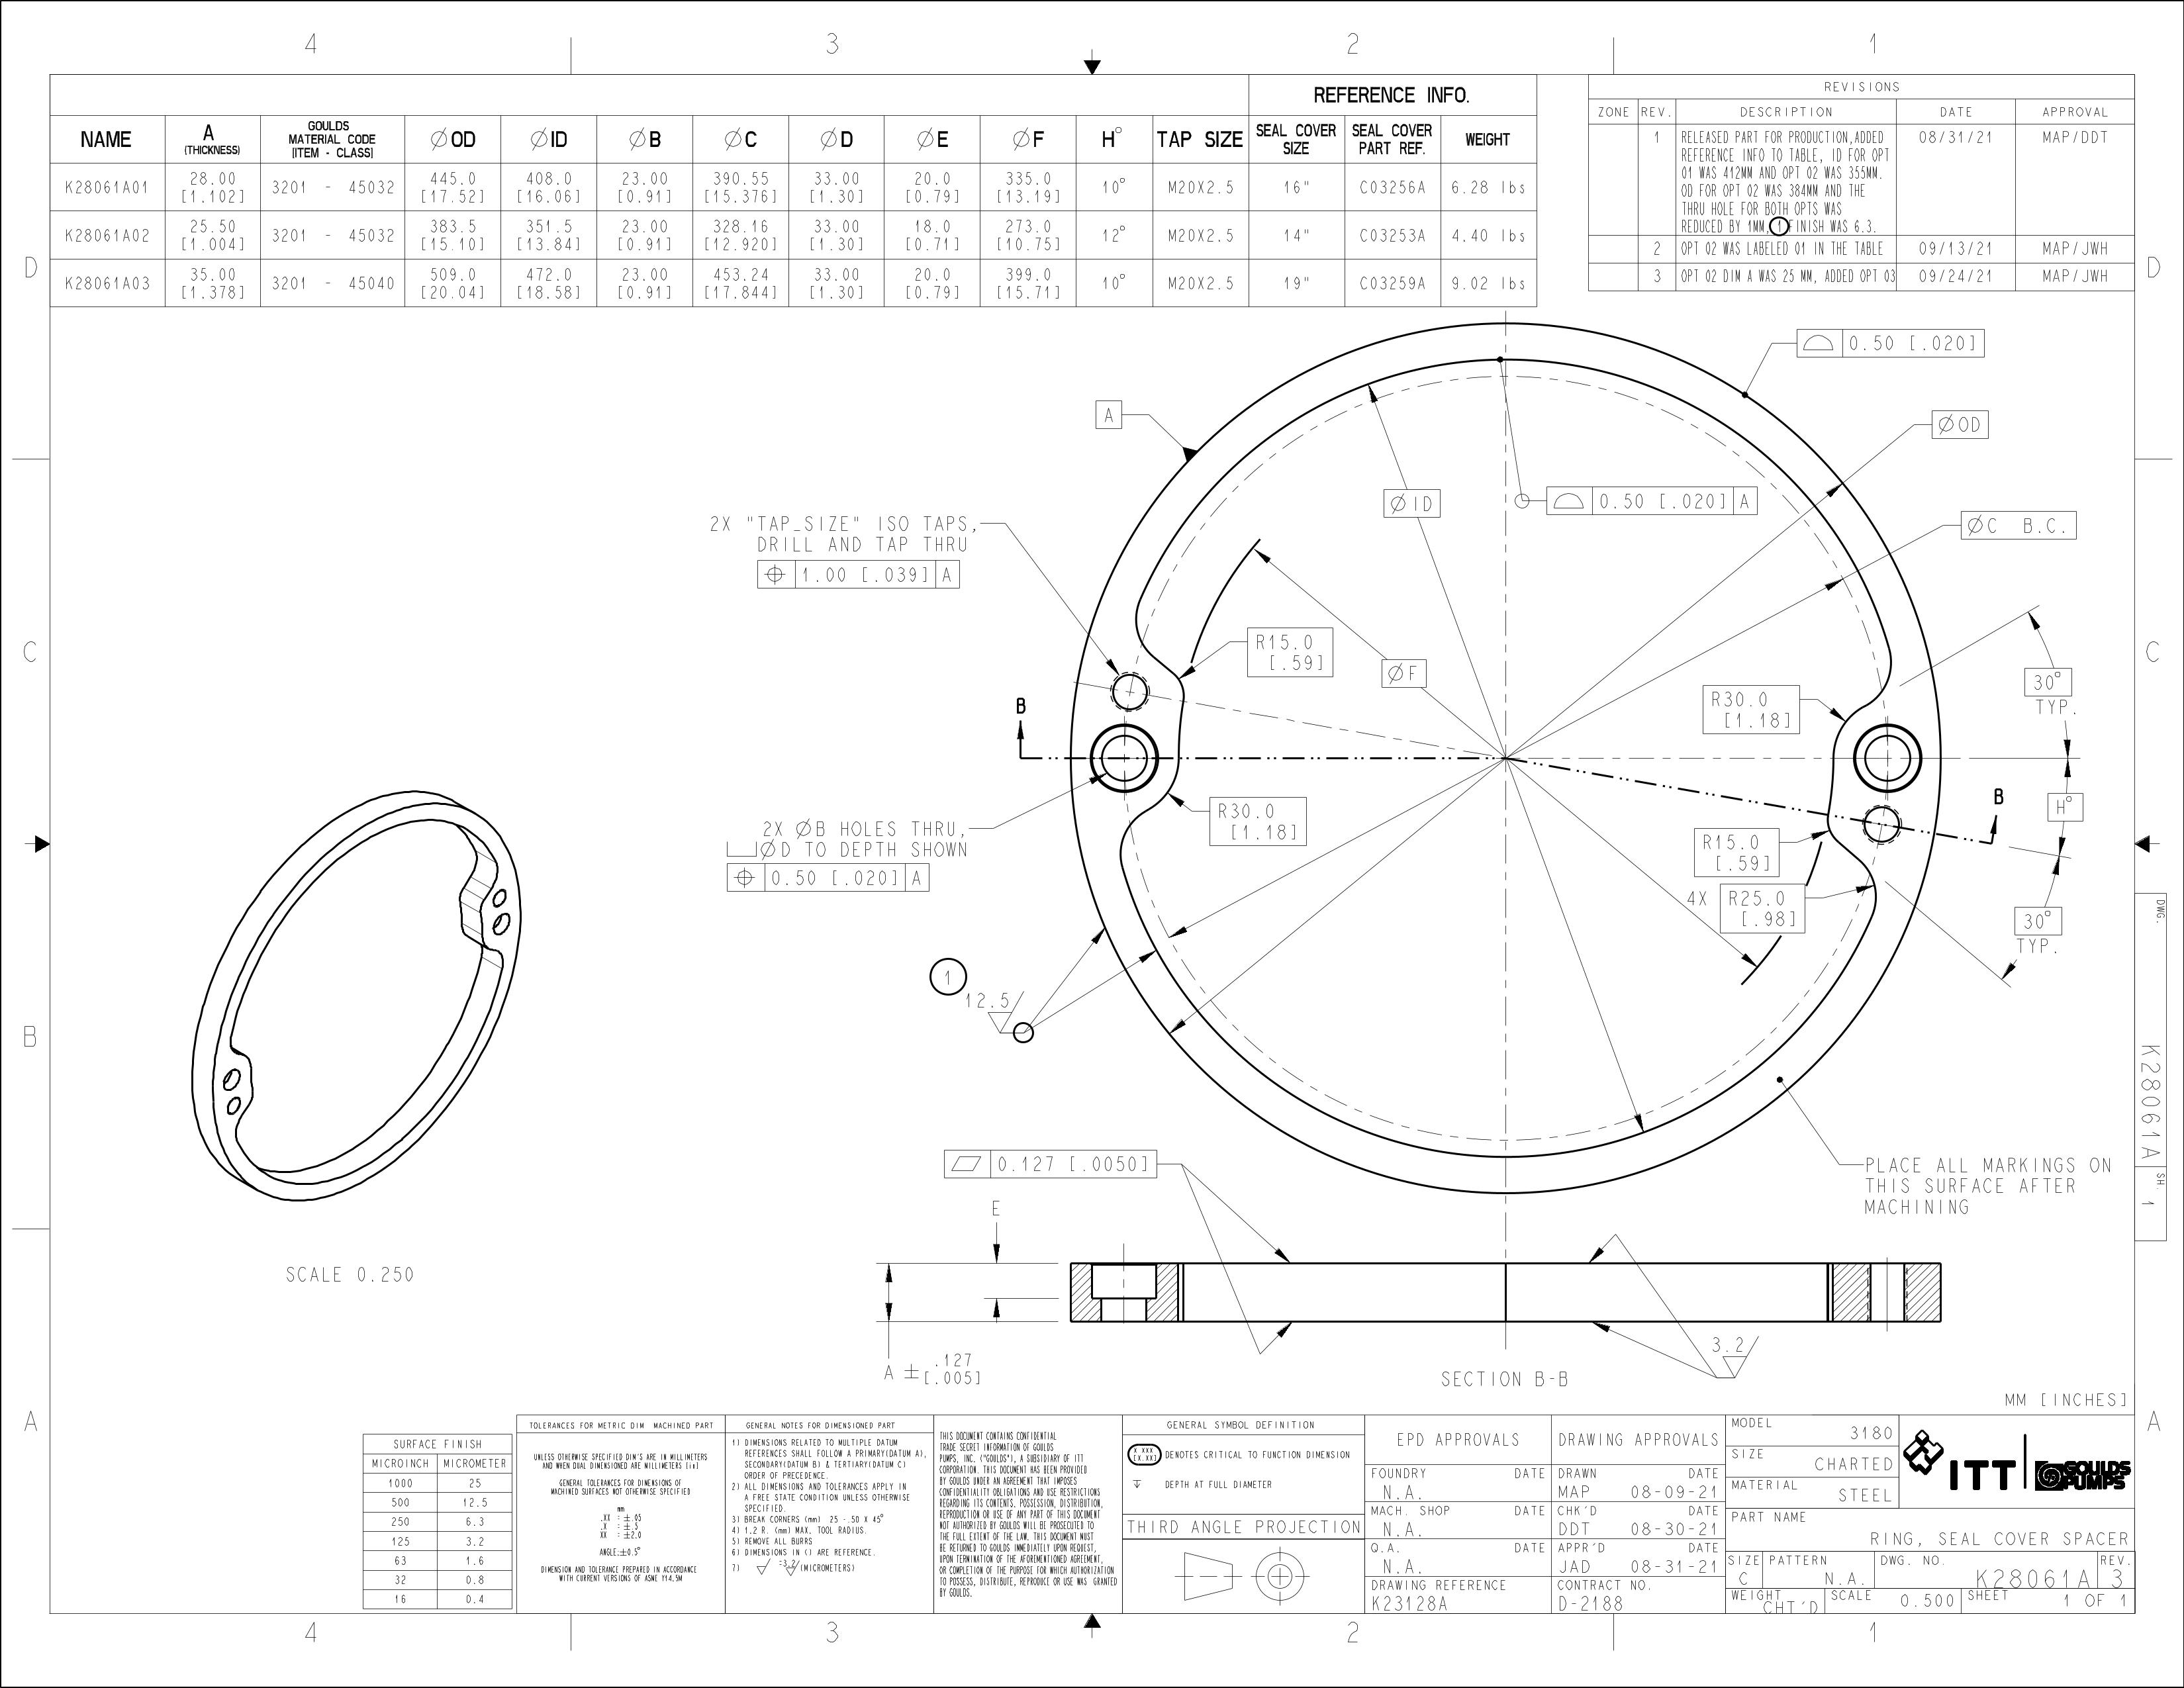 4 3 2 1
REFERENCE INFO.
NAME A (THICKNESS) GOULDS MATERIAL CODE [ITEM - CLASS] ∅OD ∅ID ∅B ∅C ∅D ∅E ∅F H° TAP SIZE SEAL COVER SIZE SEAL COVER PART REF. WEIGHT
K28061A01 28.00 [1.102] 3201 - 45032 445.0 [17.52] 408.0 [16.06] 23.00 [0.91] 390.55 [15.376] 33.00 [1.30] 20.0 [0.79] 335.0 [13.19] 10° M20X2.5 16" C03256A 6.28 lbs
K28061A02 25.50 [1.004] 3201 - 45032 383.5 [15.10] 351.5 [13.84] 23.00 [0.91] 328.16 [12.920] 33.00 [1.30] 18.0 [0.71] 273.0 [10.75] 12° M20X2.5 14" C03253A 4.40 lbs
K28061A03 35.00 [1.378] 3201 - 45040 509.0 [20.04] 472.0 [18.58] 23.00 [0.91] 453.24 [17.844] 33.00 [1.30] 20.0 [0.79] 399.0 [15.71] 10° M20X2.5 19" C03259A 9.02 lbs
REVISIONS
ZONE REV. DESCRIPTION DATE APPROVAL
1 RELEASED PART FOR PRODUCTION,ADDED 08/31/21 MAP/DDT
REFERENCE INFO TO TABLE, ID FOR OPT
01 WAS 412MM AND OPT 02 WAS 355MM.
OD FOR OPT 02 WAS 384MM AND THE
THRU HOLE FOR BOTH OPTS WAS
REDUCED BY 1MM, 1 FINISH WAS 6.3.
2 OPT 02 WAS LABELED 01 IN THE TABLE 09/13/21 MAP/JWH
3 OPT 02 DIM A WAS 25 MM, ADDED OPT 03 09/24/21 MAP/JWH
D
D
0.50 [.020]
A
∅OD
∅ID
0.50 [.020] A
∅C B.C.
2X "TAP_SIZE" ISO TAPS,
DRILL AND TAP THRU
1.00 [.039] A
C
C
R15.0
[.59]
∅F
30°
TYP.
R30.0
[1.18]
B
B
H°
R30.0
[1.18]
2X ∅B HOLES THRU,
∅D TO DEPTH SHOWN
0.50 [.020] A
R15.0
[.59]
4X R25.0
[.98]
30°
TYP.
DWG.
K28061A
SH.
1
1
12.5
B
PLACE ALL MARKINGS ON
THIS SURFACE AFTER
MACHINING
0.127 [.0050]
E
SCALE 0.250
A ± .127
[.005]
3.2
SECTION B-B
A
A
MM [INCHES]
SURFACE FINISH
MICROINCH MICROMETER
1000 25
500 12.5
250 6.3
125 3.2
63 1.6
32 0.8
16 0.4
TOLERANCES FOR METRIC DIM MACHINED PART
UNLESS OTHERWISE SPECIFIED DIM'S ARE IN MILLIMETERS
AND WHEN DUAL DIMENSIONED ARE MILLIMETERS [in]
GENERAL TOLERANCES FOR DIMENSIONS OF
MACHINED SURFACES NOT OTHERWISE SPECIFIED
mm
.XX = ±.05
.X = ±.5
XX = ±2.0
ANGLE:±0.5°
DIMENSION AND TOLERANCE PREPARED IN ACCORDANCE
WITH CURRENT VERSIONS OF ASME Y14.5M
GENERAL NOTES FOR DIMENSIONED PART
1) DIMENSIONS RELATED TO MULTIPLE DATUM
REFERENCES SHALL FOLLOW A PRIMARY(DATUM A),
SECONDARY(DATUM B) & TERTIARY(DATUM C)
ORDER OF PRECEDENCE.
2) ALL DIMENSIONS AND TOLERANCES APPLY IN
A FREE STATE CONDITION UNLESS OTHERWISE
SPECIFIED.
3) BREAK CORNERS (mm) .25 -.50 X 45°
4) 1.2 R. (mm) MAX. TOOL RADIUS.
5) REMOVE ALL BURRS
6) DIMENSIONS IN () ARE REFERENCE.
7) =3.2 (MICROMETERS)
THIS DOCUMENT CONTAINS CONFIDENTIAL
TRADE SECRET INFORMATION OF GOULDS
PUMPS, INC. ("GOULDS"), A SUBSIDIARY OF ITT
CORPORATION. THIS DOCUMENT HAS BEEN PROVIDED
BY GOULDS UNDER AN AGREEMENT THAT IMPOSES
CONFIDENTIALITY OBLIGATIONS AND USE RESTRICTIONS
REGARDING ITS CONTENTS. POSSESSION, DISTRIBUTION,
REPRODUCTION OR USE OF ANY PART OF THIS DOCUMENT
NOT AUTHORIZED BY GOULDS WILL BE PROSECUTED TO
THE FULL EXTENT OF THE LAW. THIS DOCUMENT MUST
BE RETURNED TO GOULDS IMMEDIATELY UPON REQUEST,
UPON TERMINATION OF THE AFOREMENTIONED AGREEMENT,
OR COMPLETION OF THE PURPOSE FOR WHICH AUTHORIZATION
TO POSSESS, DISTRIBUTE, REPRODUCE OR USE WAS GRANTED
BY GOULDS.
GENERAL SYMBOL DEFINITION
X.XXX [X.XX] DENOTES CRITICAL TO FUNCTION DIMENSION
DEPTH AT FULL DIAMETER
THIRD ANGLE PROJECTION
EPD APPROVALS
FOUNDRY DATE
N.A.
MACH. SHOP DATE
N.A.
Q.A. DATE
N.A.
DRAWING REFERENCE
K23128A
DRAWING APPROVALS
DRAWN DATE
MAP 08-09-21
CHK'D DATE
DDT 08-30-21
APPR'D DATE
JAD 08-31-21
CONTRACT NO.
D-2188
MODEL 3180
SIZE CHARTED
MATERIAL STEEL
ITT GOULDS PUMPS
PART NAME
RING, SEAL COVER SPACER
SIZE C PATTERN N.A. DWG. NO. K28061A REV. 3
WEIGHT CHT'D SCALE 0.500 SHEET 1 OF 1
4 3 2 1